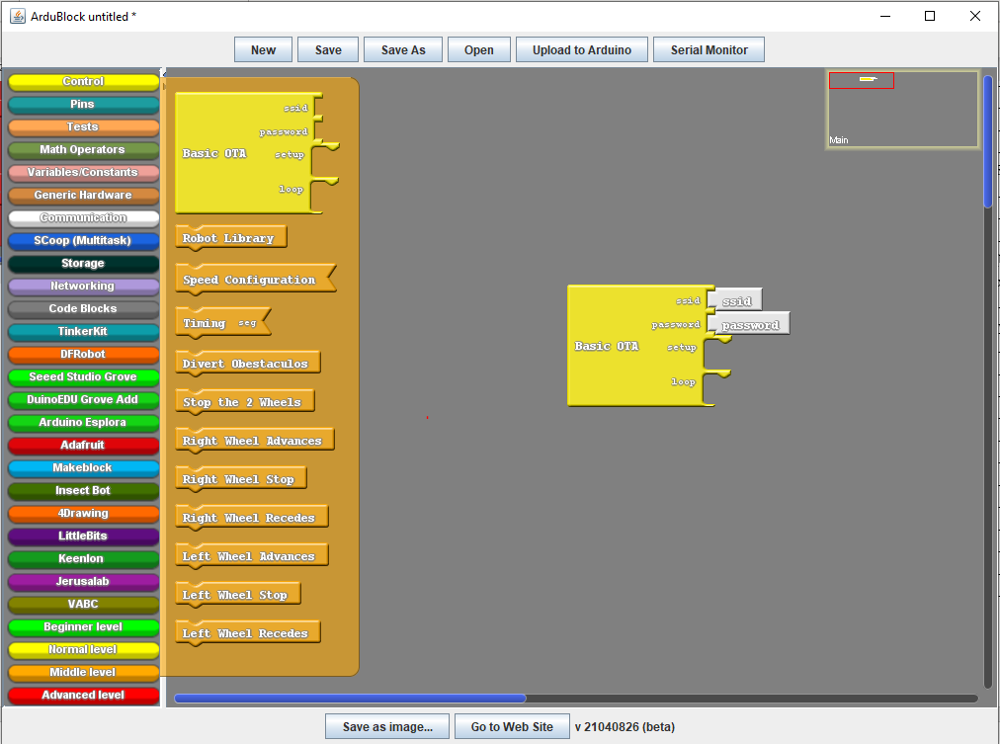 ArduBlock untitled *
New Save Save As Open Upload to Arduino Serial Monitor
Control
Pins
Tests
Math Operators
Variables/Constants
Generic Hardware
Communication
SCoop (Multitask)
Storage
Networking
Code Blocks
TinkerKit
DFRobot
Seeed Studio Grove
DuinoEDU Grove Add
Arduino Esplora
Adafruit
Makeblock
Insect Bot
4Drawing
LittleBits
Keenlon
Jerusalab
VABC
Beginner level
Normal level
Middle level
Advanced level
ssid
password
Basic OTA setup
loop
Robot Library
Speed Configuration
Timing seg
Divert Obestaculos
Stop the 2 Wheels
Right Wheel Advances
Right Wheel Stop
Right Wheel Recedes
Left Wheel Advances
Left Wheel Stop
Left Wheel Recedes
ssid ssid
password password
Basic OTA setup
loop
Main
Save as image... Go to Web Site v 21040826 (beta)